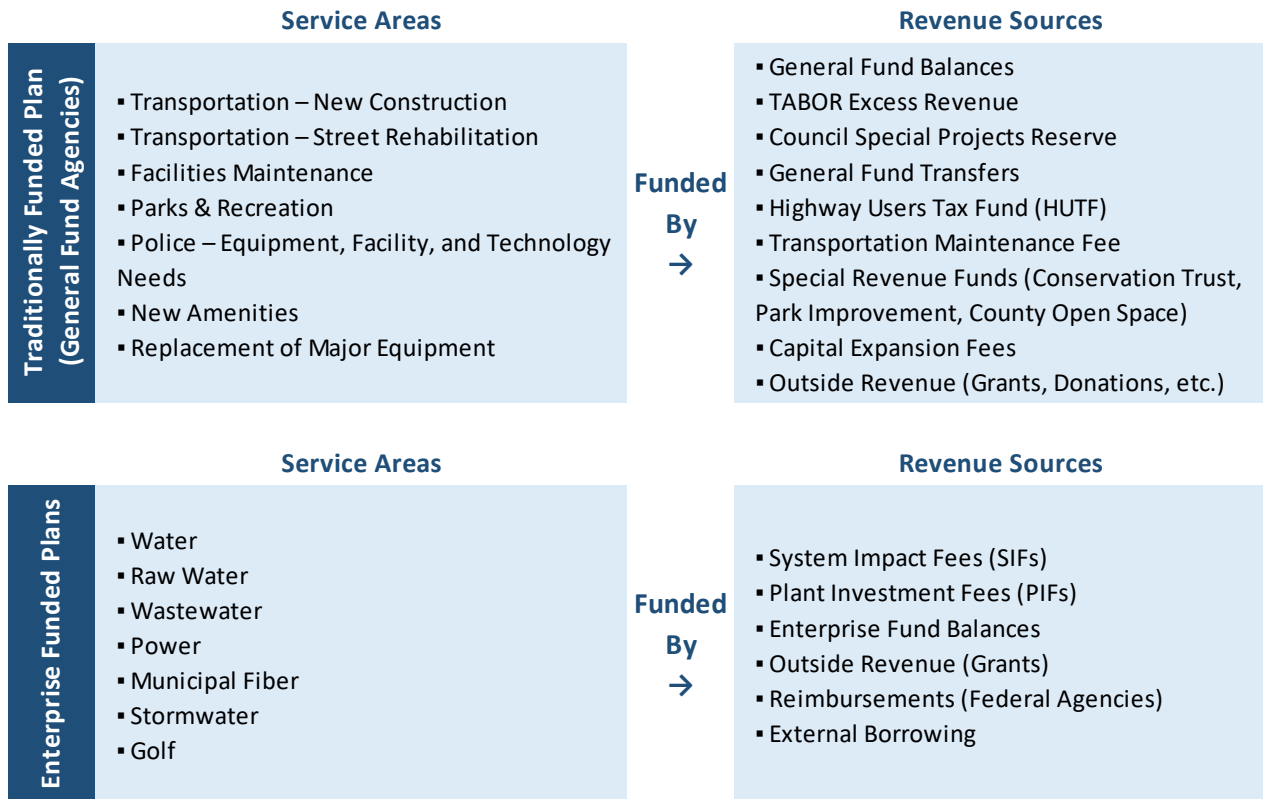 Service Areas
Revenue Sources
Traditionally Funded Plan
(General Fund Agencies)
▪ Transportation – New Construction
▪ Transportation – Street Rehabilitation
▪ Facilities Maintenance
▪ Parks & Recreation
▪ Police – Equipment, Facility, and Technology
Needs
▪ New Amenities
▪ Replacement of Major Equipment
Funded
By
→
▪ General Fund Balances
▪ TABOR Excess Revenue
▪ Council Special Projects Reserve
▪ General Fund Transfers
▪ Highway Users Tax Fund (HUTF)
▪ Transportation Maintenance Fee
▪ Special Revenue Funds (Conservation Trust,
Park Improvement, County Open Space)
▪ Capital Expansion Fees
▪ Outside Revenue (Grants, Donations, etc.)
Service Areas
Revenue Sources
Enterprise Funded Plans
▪ Water
▪ Raw Water
▪ Wastewater
▪ Power
▪ Municipal Fiber
▪ Stormwater
▪ Golf
Funded
By
→
▪ System Impact Fees (SIFs)
▪ Plant Investment Fees (PIFs)
▪ Enterprise Fund Balances
▪ Outside Revenue (Grants)
▪ Reimbursements (Federal Agencies)
▪ External Borrowing